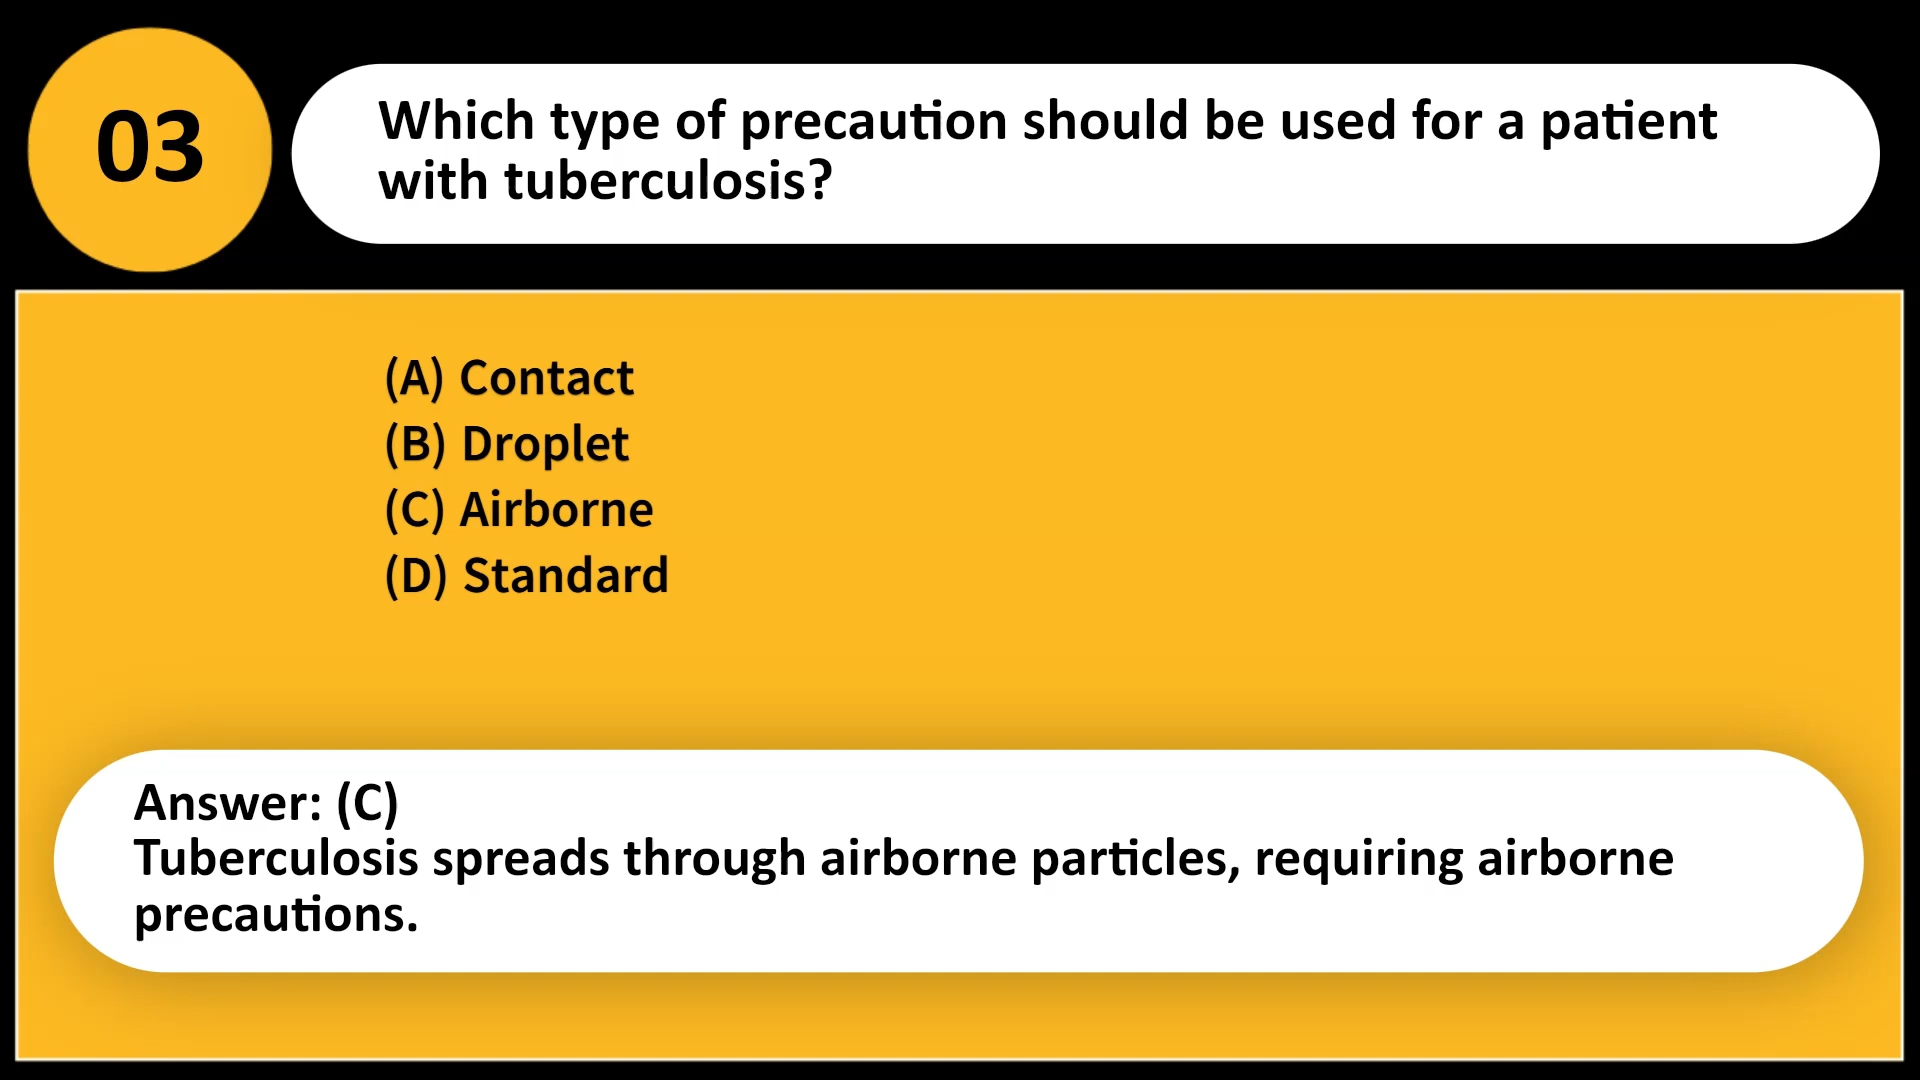 03
Which type of precaution should be used for a patient
with tuberculosis?
(A) Contact
(B) Droplet
(C) Airborne
(D) Standard
Answer: (C)
Tuberculosis spreads through airborne particles, requiring airborne
precautions.